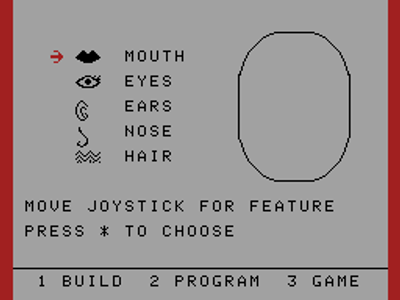 MOUTH
EYES
EARS
NOSE
HAIR
MOVE JOYSTICK FOR FEATURE
PRESS * TO CHOOSE
1 BUILD 2 PROGRAM 3 GAME